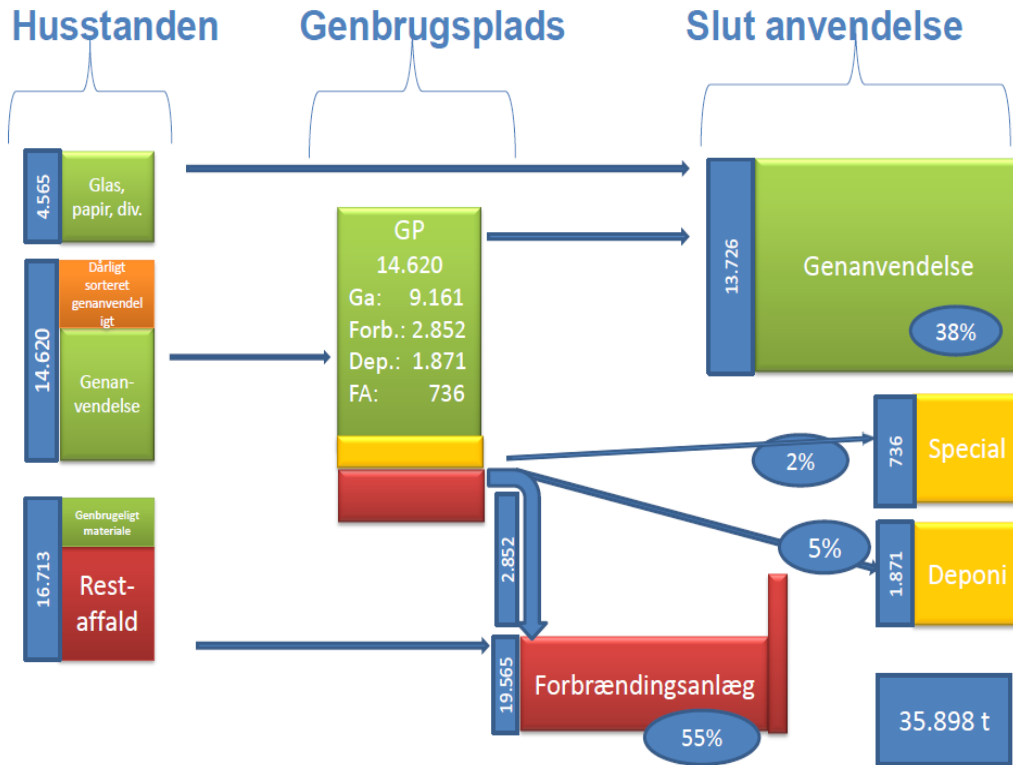 Husstanden
Genbrugsplads
Slut anvendelse
4.565
Glas,
papir, div.
14.620
Dårligt
sorteret
genanvendel
igt
Genan-
vendelse
16.713
Genbrugeligt
materiale
Rest-
affald
GP
14.620
Ga: 9.161
Forb.: 2.852
Dep.: 1.871
FA: 736
2.852
13.726
Genanvendelse
38%
2%
736
Special
5%
1.871
Deponi
19.565
Forbrændingsanlæg
55%
35.898 t